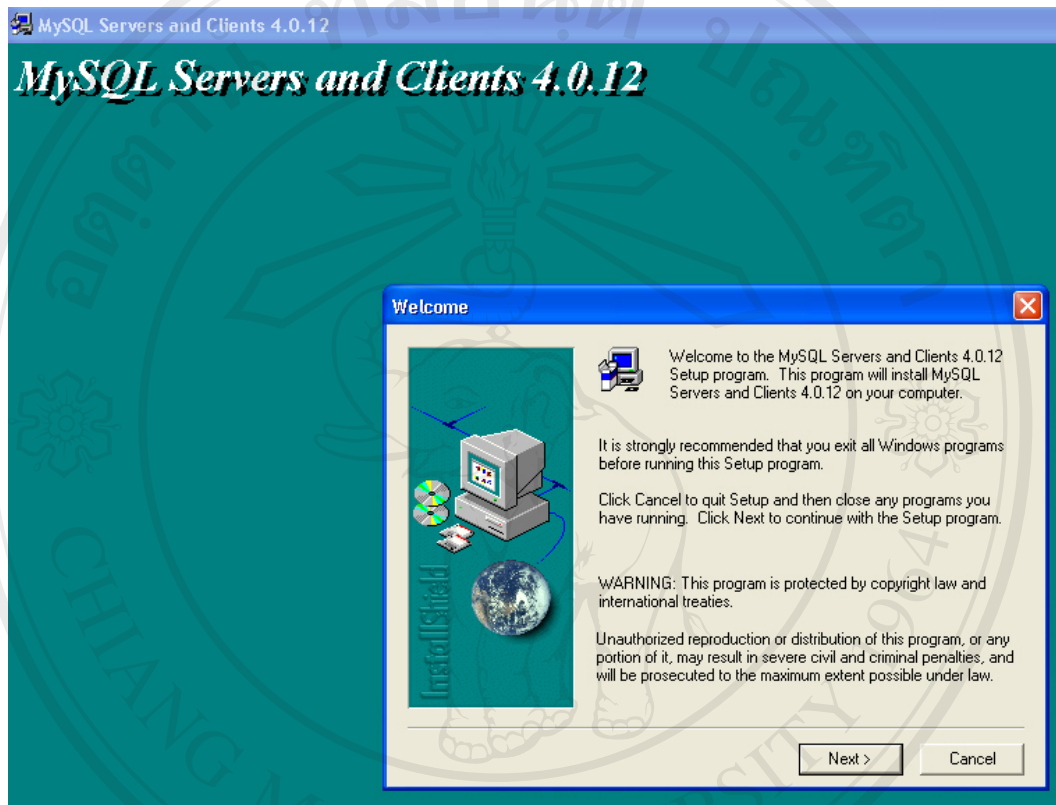 MySQL Servers and Clients 4.0.12
MySQL Servers and Clients 4.0.12
Welcome
Welcome to the MySQL Servers and Clients 4.0.12
Setup program. This program will install MySQL
Servers and Clients 4.0.12 on your computer.
It is strongly recommended that you exit all Windows programs
before running this Setup program.
Click Cancel to quit Setup and then close any programs you
have running. Click Next to continue with the Setup program.
WARNING: This program is protected by copyright law and
international treaties.
Unauthorized reproduction or distribution of this program, or any
portion of it, may result in severe civil and criminal penalties, and
will be prosecuted to the maximum extent possible under law.
InstallShield
Next >
Cancel
CHIANG
1964